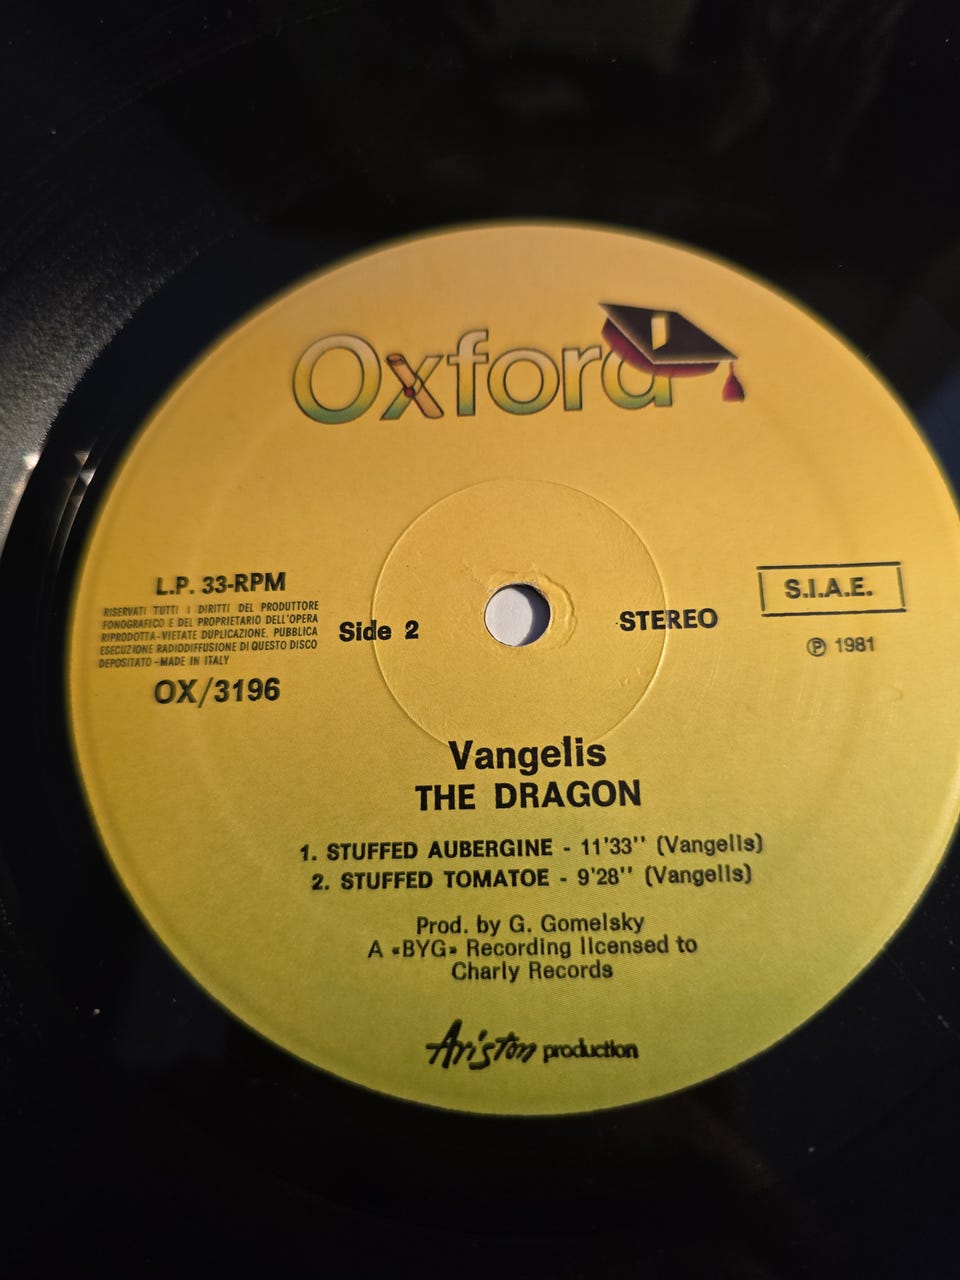 Oxford
L.P. 33-RPM
RISERVATI TUTTI I DIRITTI DEL PRODUTTORE
FONOGRAFICO E DEL PROPRIETARIO DELL'OPERA
RIPRODOTTA-VIETATE DUPLICAZIONE, PUBBLICA
ESECUZIONE RADIODIFFUSIONE DI QUESTO DISCO
DEPOSITATO - MADE IN ITALY
OX/3196
Side 2
STEREO
S.I.A.E.
℗ 1981
Vangelis
THE DRAGON
1. STUFFED AUBERGINE - 11'33'' (Vangelis)
2. STUFFED TOMATOE - 9'28'' (Vangelis)
Prod. by G. Gomelsky
A «BYG» Recording licensed to
Charly Records
Ariston production